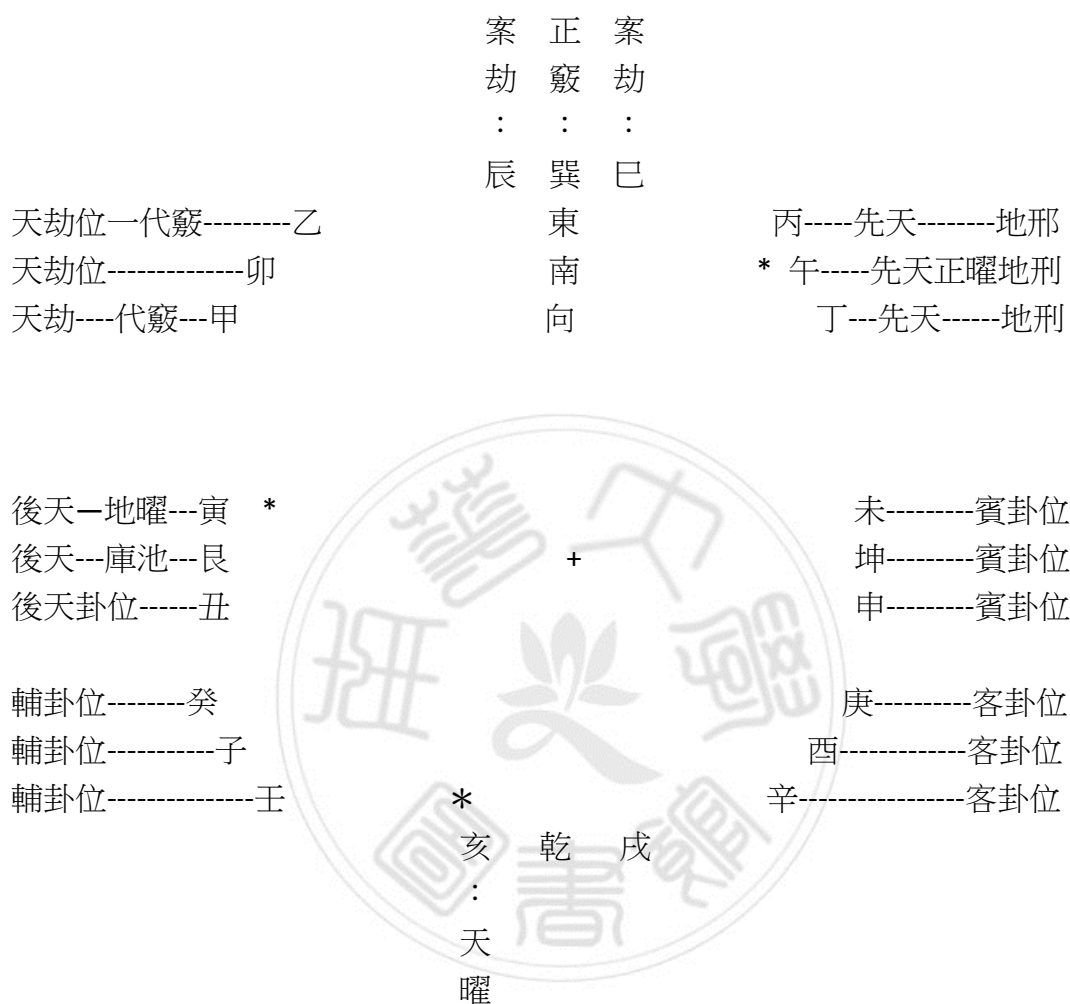 案劫：辰
正竅：巽
案劫：巳
天劫位一代竅---------乙
東南向
丙-----先天--------地邢
天劫位--------------卯
* 午-----先天正曜地刑
天劫----代竅---甲
丁---先天------地刑
後天—地曜---寅 *
未---------賓卦位
後天---庫池---艮
+
坤---------賓卦位
後天卦位------丑
申---------賓卦位
輔卦位--------癸
庚----------客卦位
輔卦位-----------子
酉-------------客卦位
輔卦位---------------壬
*
辛-----------------客卦位
亥：天曜
乾
戌